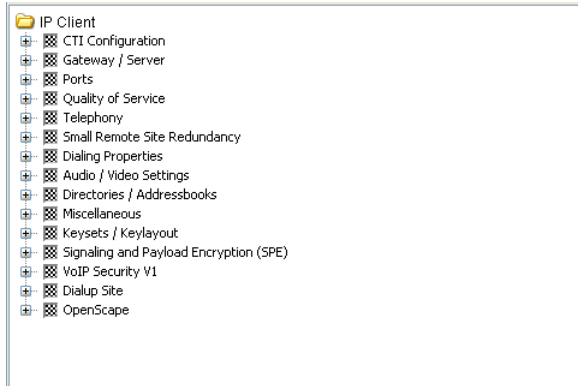 IP Client
CTI Configuration
Gateway / Server
Ports
Quality of Service
Telephony
Small Remote Site Redundancy
Dialing Properties
Audio / Video Settings
Directories / Addressbooks
Miscellaneous
Keysets / Keylayout
Signaling and Payload Encryption (SPE)
VoIP Security V1
Dialup Site
OpenScape